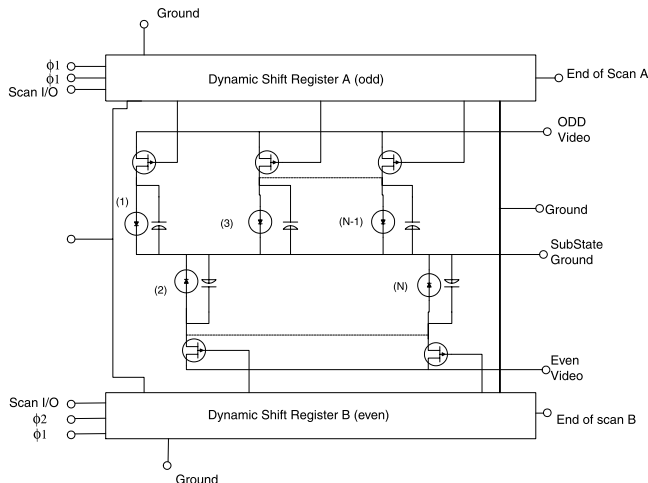 Ground
ϕ1
ϕ1
Scan I/O
Dynamic Shift Register A (odd)
End of Scan A
ODD
Video
(1)
(3)
(N-1)
Ground
SubState
Ground
(2)
(N)
Even
Video
Scan I/O
ϕ2
ϕ1
Dynamic Shift Register B (even)
End of scan B
Ground